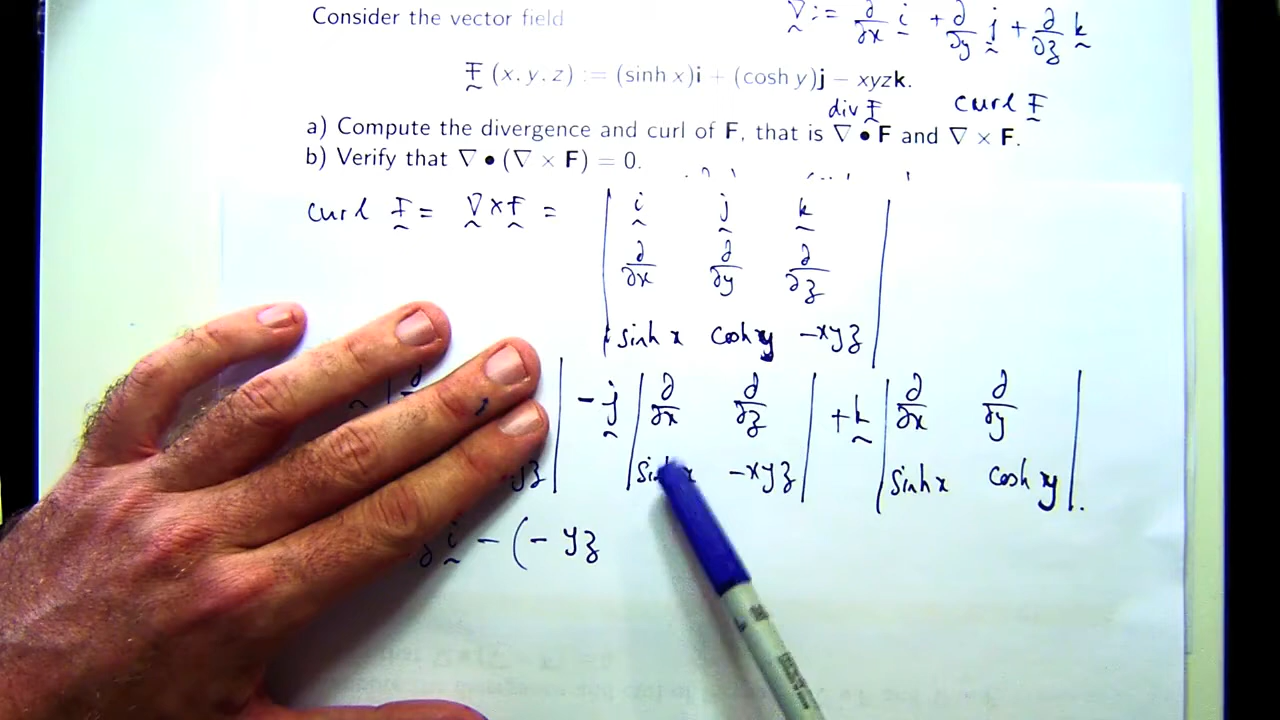 Consider the vector field
∇ := ∂/∂x i + ∂/∂y j + ∂/∂z k
F (x. y. z) := (sinh x)i + (cosh y)j − xyzk.
div F curl F
a) Compute the divergence and curl of F, that is ∇ • F and ∇ × F.
b) Verify that ∇ • (∇ × F) = 0.
curl F = ∇ × F = | i j k
∂/∂x ∂/∂y ∂/∂z
sinh x cosh y −xyz |
| − j | ∂/∂x ∂/∂z | + k | ∂/∂x ∂/∂y |
yz | | sinh x −xyz | | sinh x cosh y | .
i − ( − yz